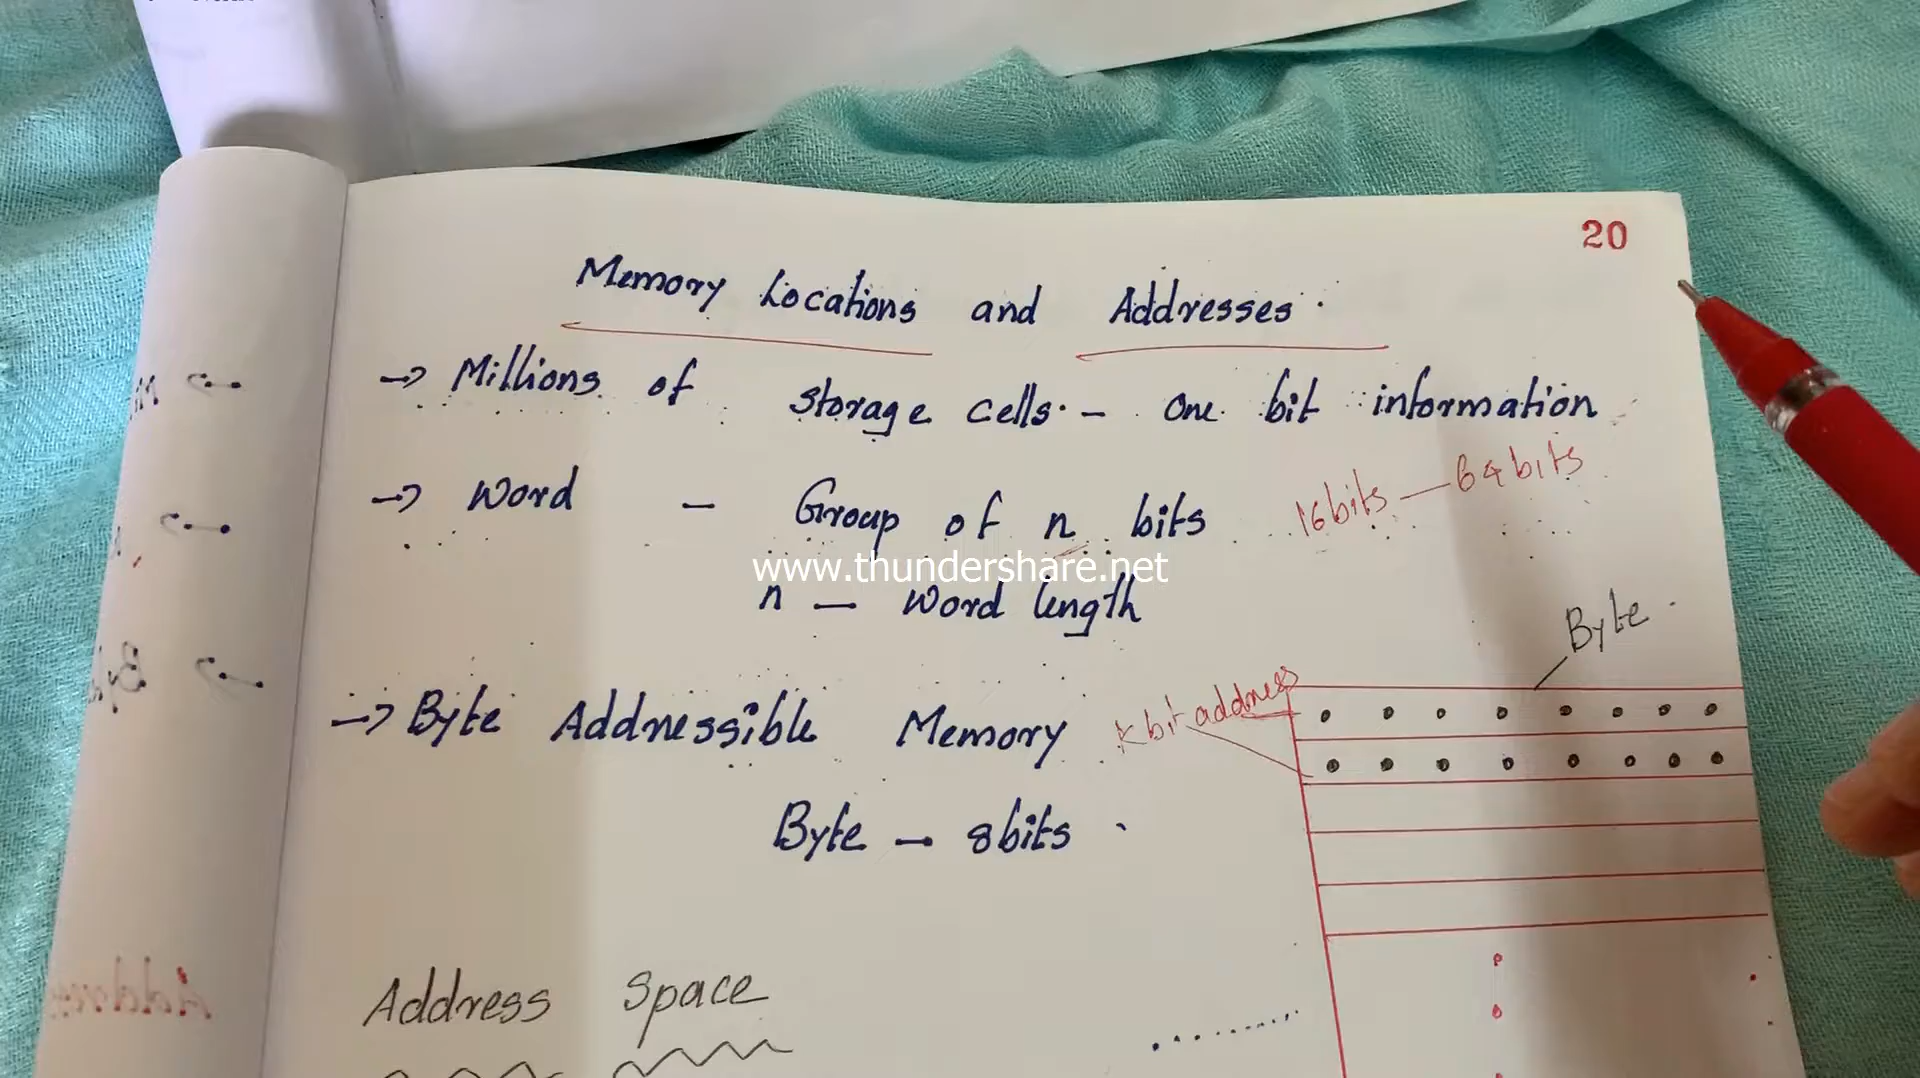 20
Memory Locations and Addresses.
→ Millions of storage cells. - One bit information
→ Word - Group of n bits 16bits - 64bits
www.thundershare.net
n - Word length
Byte
→ Byte Addressible Memory
k bit address
Byte - 8bits
Address Space